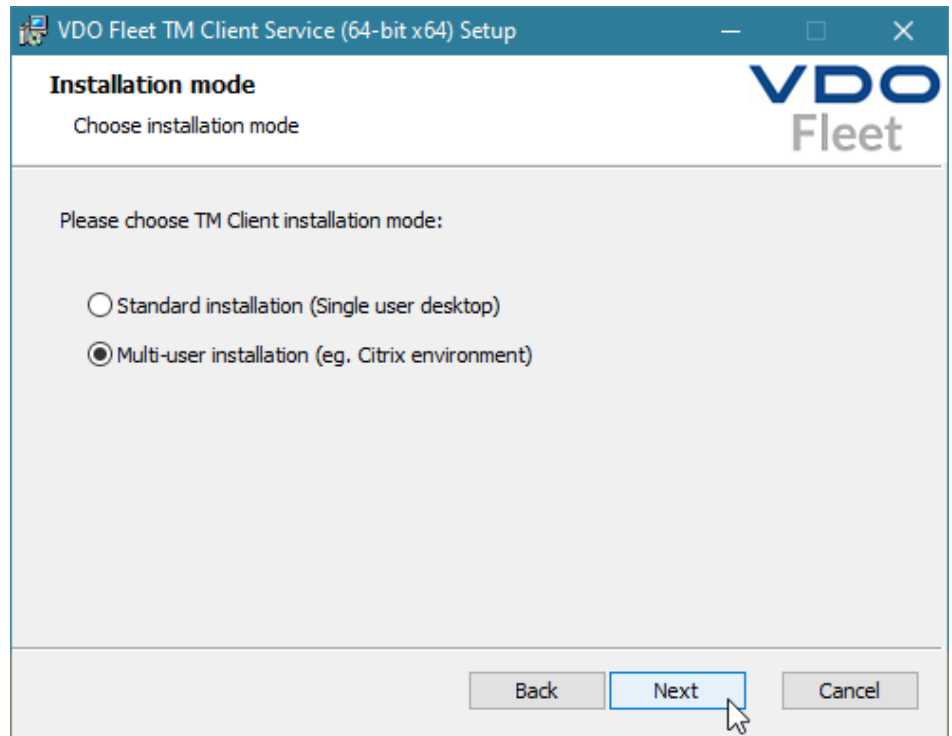 VDO Fleet TM Client Service (64-bit x64) Setup
Installation mode
Choose installation mode
VDO
Fleet
Please choose TM Client installation mode:
Standard installation (Single user desktop)
Multi-user installation (eg. Citrix environment)
Back Next Cancel